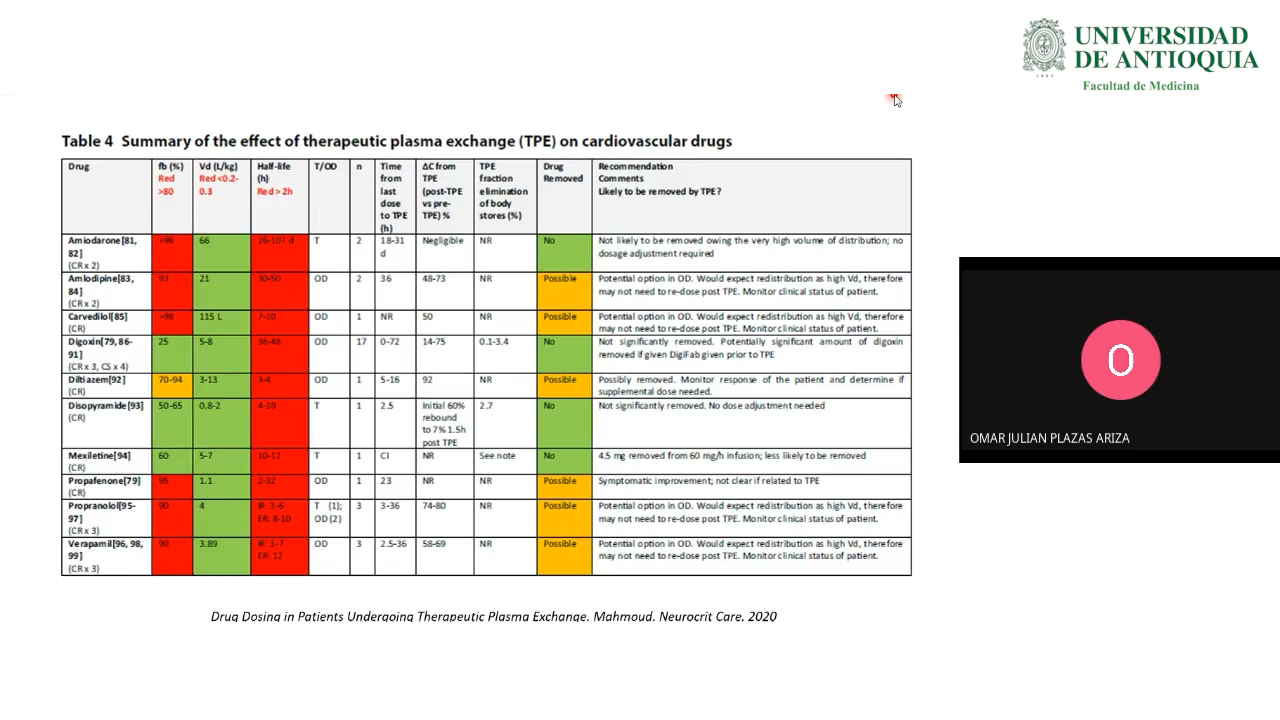 UNIVERSIDAD
DE ANTIOQUIA
1803
Facultad de Medicina
Table 4 Summary of the effect of therapeutic plasma exchange (TPE) on cardiovascular drugs
Drug
fb (%)
Red
>80
Vd (L/kg)
Red <0.2-
0.3
Half-life
(h)
Red > 2h
T/OD
n
Time
from
last
dose
to TPE
(h)
ΔC from
TPE
(post-TPE
vs pre-
TPE) %
TPE
fraction
elimination
of body
stores (%)
Drug
Removed
Recommendation
Comments
Likely to be removed by TPE?
Amiodarone[81,
82]
(CR x 2)
>96
66
26-107 d
T
2
18-31
d
Negligible
NR
No
Not likely to be removed owing the very high volume of distribution; no
dosage adjustment required
Amlodipine[83,
84]
(CR x 2)
93
21
30-50
OD
2
36
48-73
NR
Possible
Potential option in OD. Would expect redistribution as high Vd, therefore
may not need to re-dose post TPE. Monitor clinical status of patient.
Carvedilol[85]
(CR)
>98
115 L
7-10
OD
1
NR
50
NR
Possible
Potential option in OD. Would expect redistribution as high Vd, therefore
may not need to re-dose post TPE. Monitor clinical status of patient.
Digoxin[79, 86-
91]
(CR x 3, CS x 4)
25
5-8
36-48
OD
17
0-72
14-75
0.1-3.4
No
Not significantly removed. Potentially significant amount of digoxin
removed if given DigiFab given prior to TPE
Diltiazem[92]
(CR)
70-94
3-13
3-4
OD
1
5-16
92
NR
Possible
Possibly removed. Monitor response of the patient and determine if
supplemental dose needed.
Disopyramide[93]
(CR)
50-65
0.8-2
4-10
T
1
2.5
Initial 60%
rebound
to 7% 1.5h
post TPE
2.7
No
Not significantly removed. No dose adjustment needed
Mexiletine[94]
(CR)
60
5-7
10-12
T
1
CI
NR
See note
No
4.5 mg removed from 60 mg/h infusion; less likely to be removed
Propafenone[79]
(CR)
95
1.1
2-32
OD
1
23
NR
NR
Possible
Symptomatic improvement; not clear if related to TPE
Propranolol[95-
97]
(CR x 3)
90
4
IR: 3-6
ER: 8-10
T (1);
OD (2)
3
3-36
74-80
NR
Possible
Potential option in OD. Would expect redistribution as high Vd, therefore
may not need to re-dose post TPE. Monitor clinical status of patient.
Verapamil[96, 98,
99]
(CR x 3)
90
3.89
IR: 3-7
ER: 12
OD
3
2.5-36
58-69
NR
Possible
Potential option in OD. Would expect redistribution as high Vd, therefore
may not need to re-dose post TPE. Monitor clinical status of patient.
Drug Dosing in Patients Undergoing Therapeutic Plasma Exchange. Mahmoud. Neurocrit Care. 2020
O
OMAR JULIAN PLAZAS ARIZA